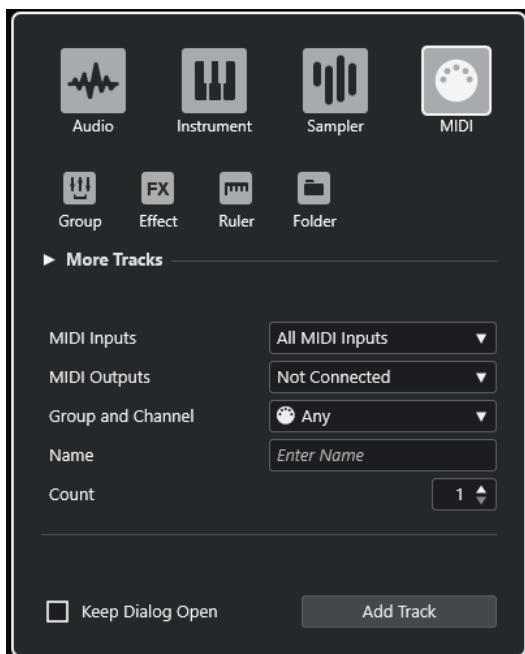 Audio Instrument Sampler MIDI
FX
Group Effect Ruler Folder
More Tracks
MIDI Inputs All MIDI Inputs
MIDI Outputs Not Connected
Group and Channel Any
Name Enter Name
Count 1
Keep Dialog Open Add Track